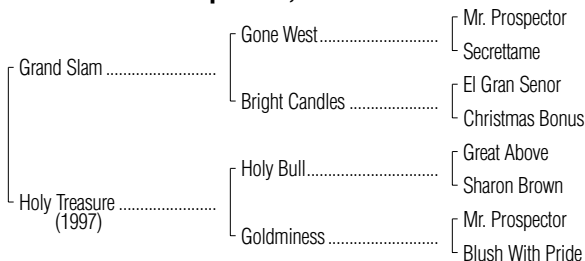 Mr. Prospector
Gone West....................
Secrettame
Grand Slam ........................
El Gran Senor
Bright Candles ....................
Christmas Bonus
Great Above
Holy Bull..........................
Sharon Brown
Holy Treasure .....................
(1997)
Mr. Prospector
Goldminess ........................
Blush With Pride